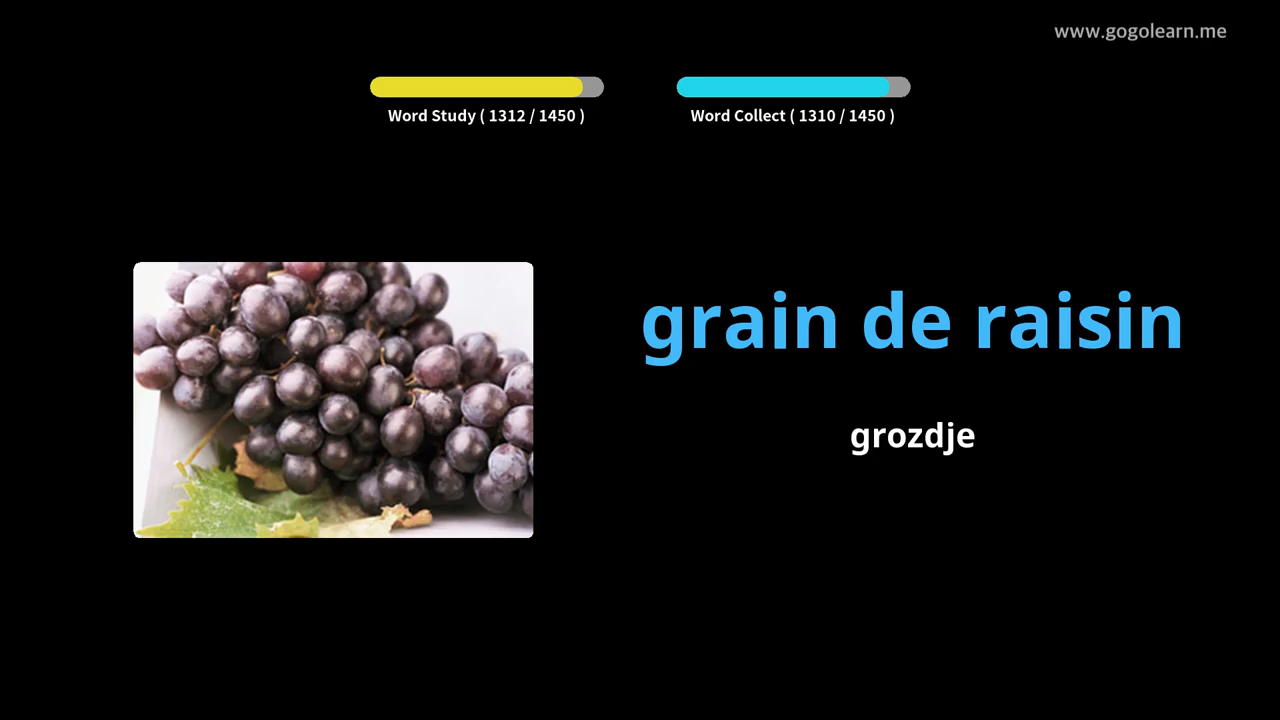 www.gogolearn.me
Word Study ( 1312 / 1450 )
Word Collect ( 1310 / 1450 )
grain de raisin
grozdje